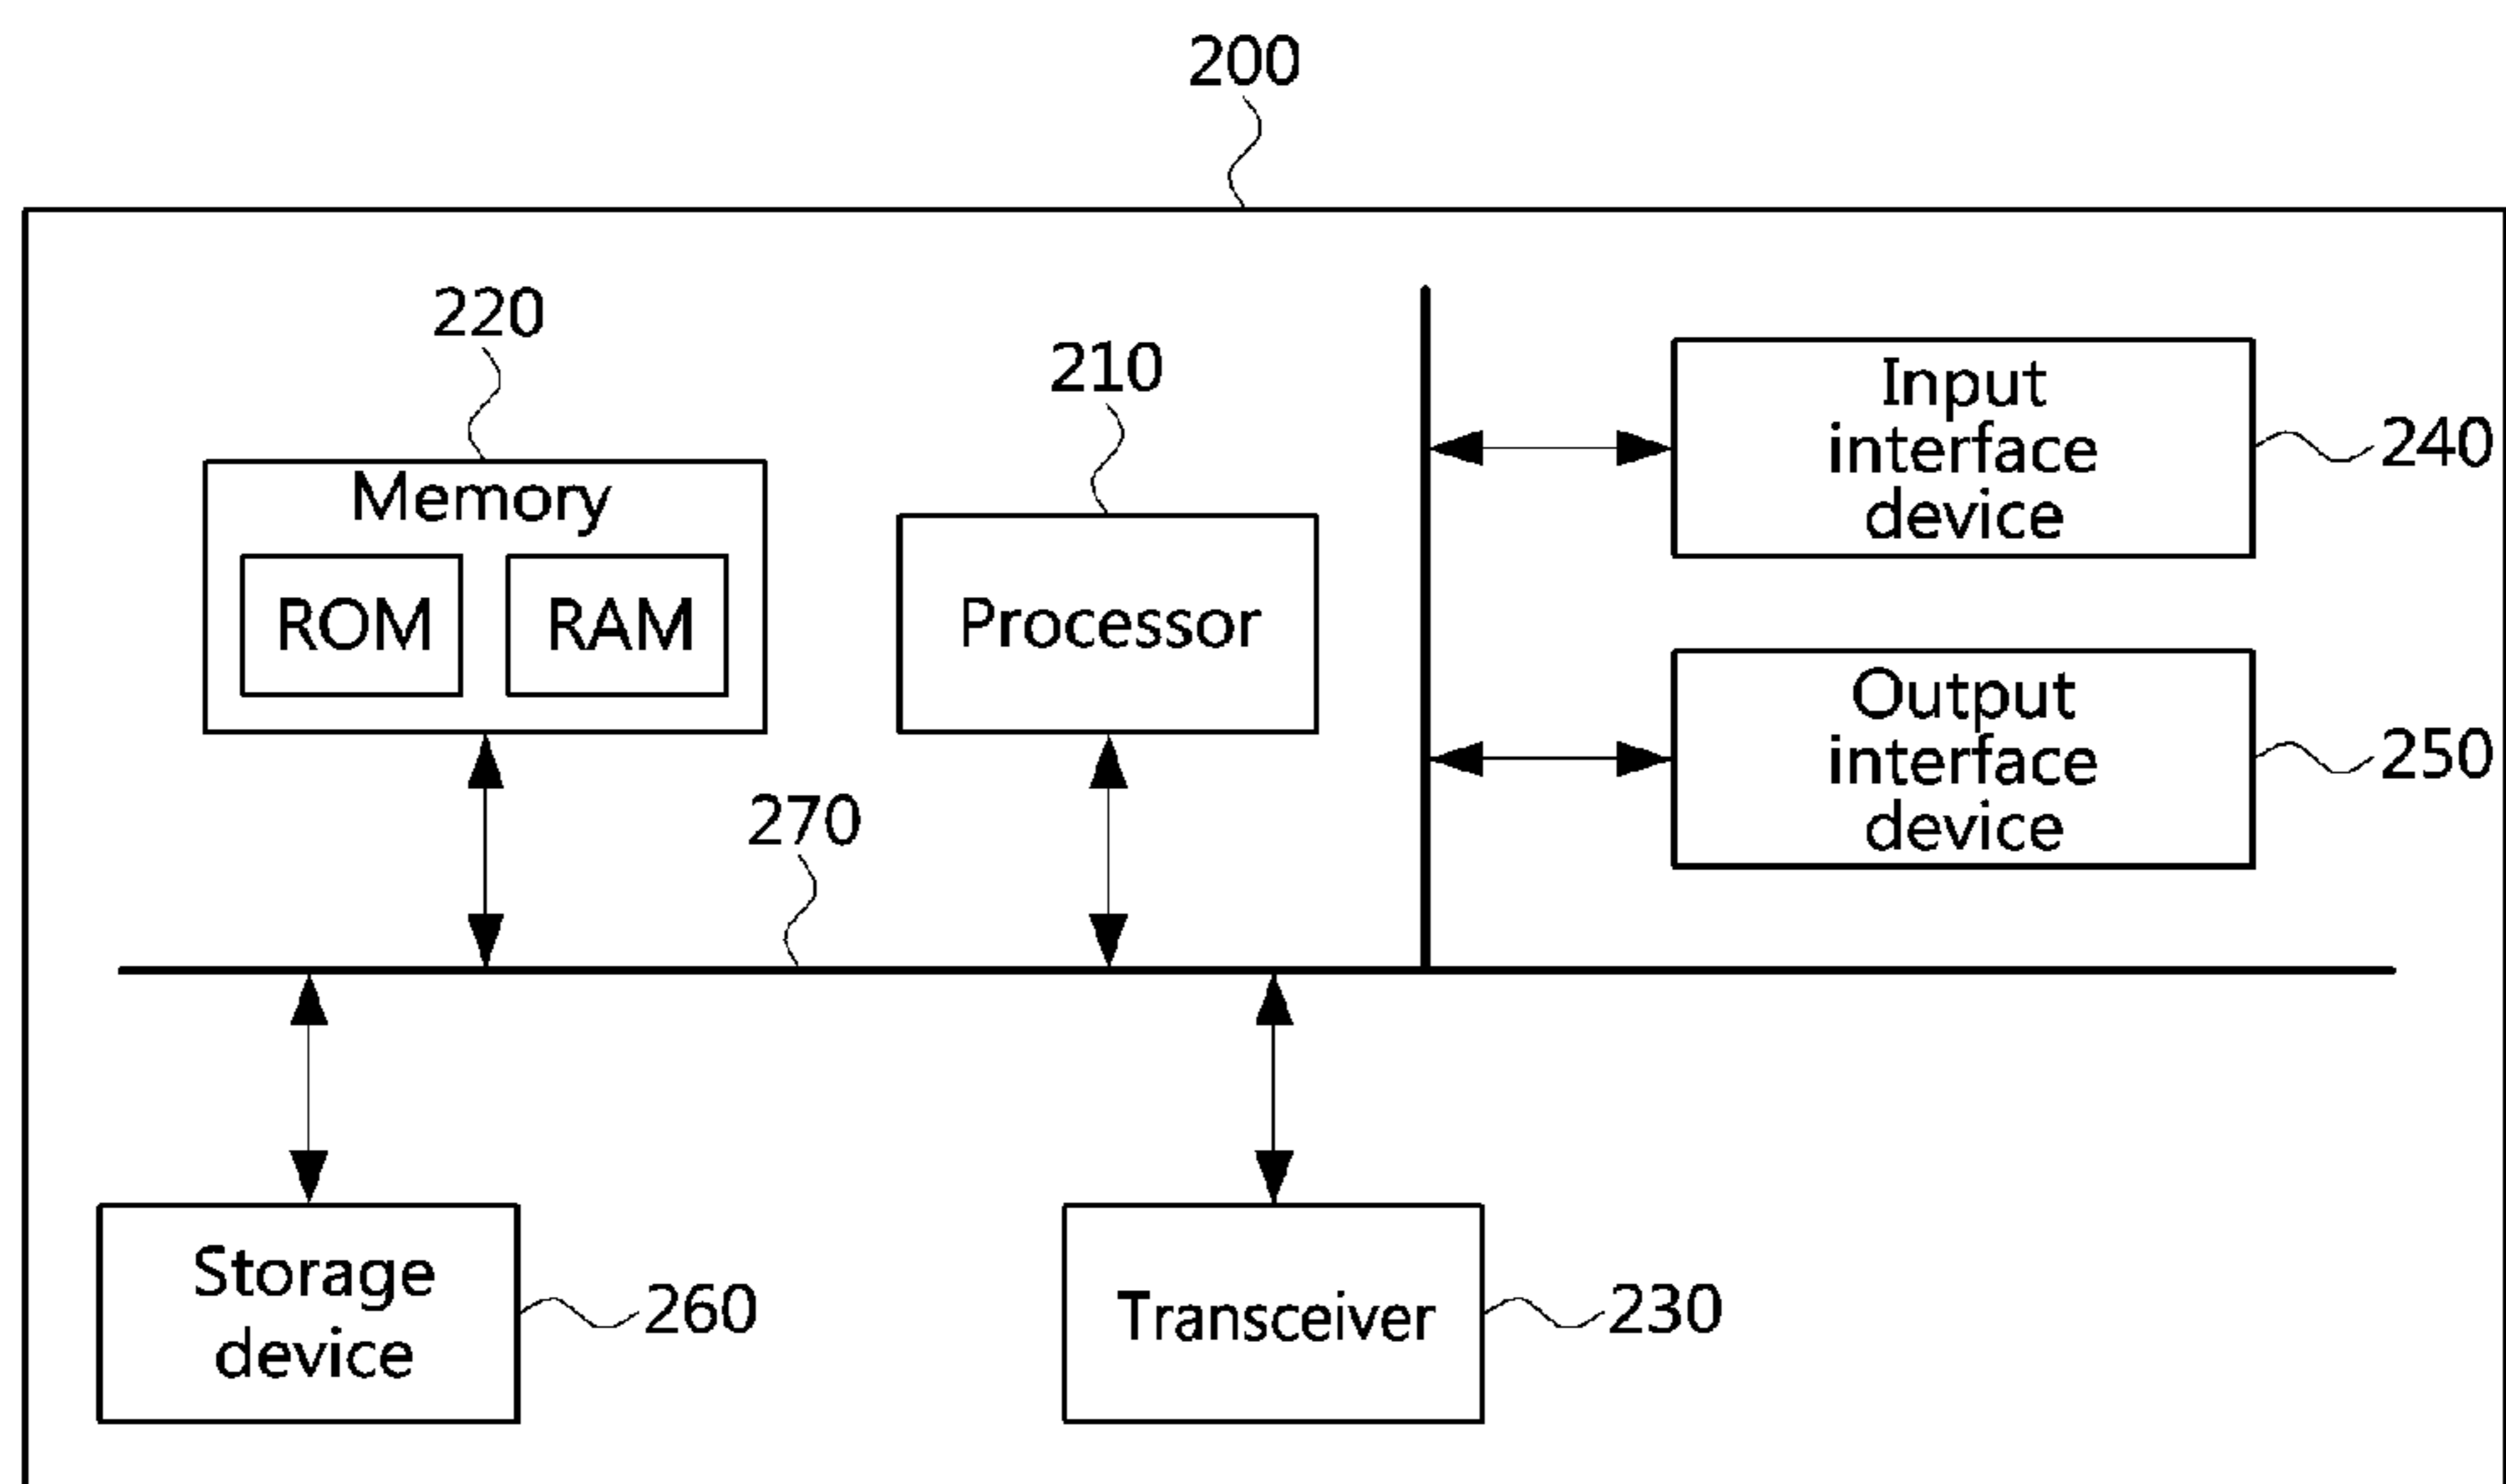 200
220
210
Memory
ROM
RAM
Processor
Input
interface
device
240
Output
interface
device
250
270
Storage
device
260
Transceiver
230